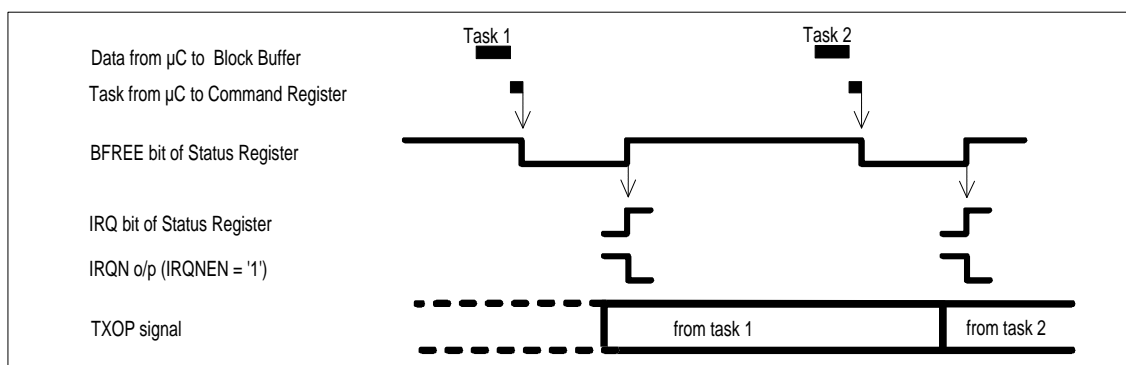 Task 1 Task 2
Data from µC to Block Buffer
Task from µC to Command Register
BFREE bit of Status Register
IRQ bit of Status Register
IRQN o/p (IRQNEN = '1')
TXOP signal from task 1 from task 2